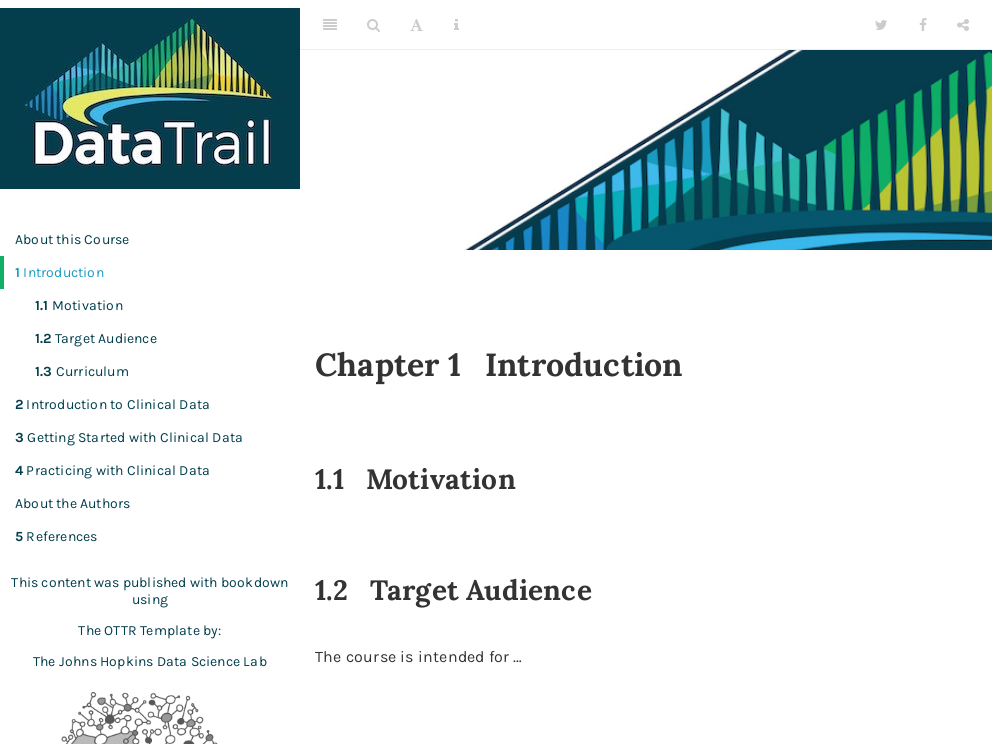 DataTrail
About this Course
1 Introduction
1.1 Motivation
1.2 Target Audience
1.3 Curriculum
2 Introduction to Clinical Data
3 Getting Started with Clinical Data
4 Practicing with Clinical Data
About the Authors
5 References
This content was published with bookdown
using
The OTTR Template by:
The Johns Hopkins Data Science Lab
A
Chapter 1 Introduction
1.1 Motivation
1.2 Target Audience
The course is intended for …